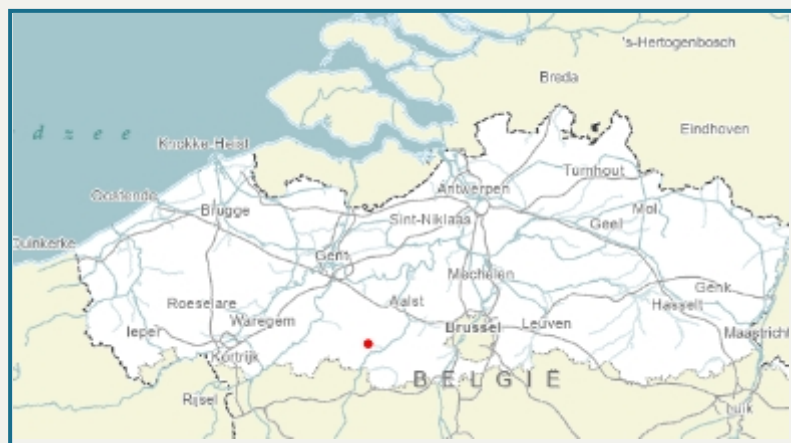 's-Hertogenbosch
Breda
d z e e
Eindhoven
Knokke-Heist
Turnhout
Antwerpen
Oostende
Mol
Brugge
Sint-Niklaas
Geel
Duinkerke
Gent
Mechelen
Genk
Roeselare
Aalst
Hasselt
Waregem
Ieper
Brussel
Leuven
Maastricht
Kortrijk
BELGIË
Rijsel
Luik